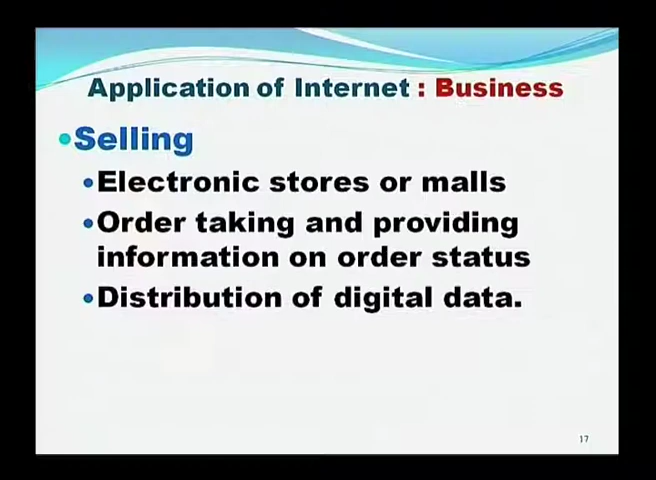 Application of Internet : Business
•Selling
•Electronic stores or malls
•Order taking and providing
information on order status
•Distribution of digital data.
17